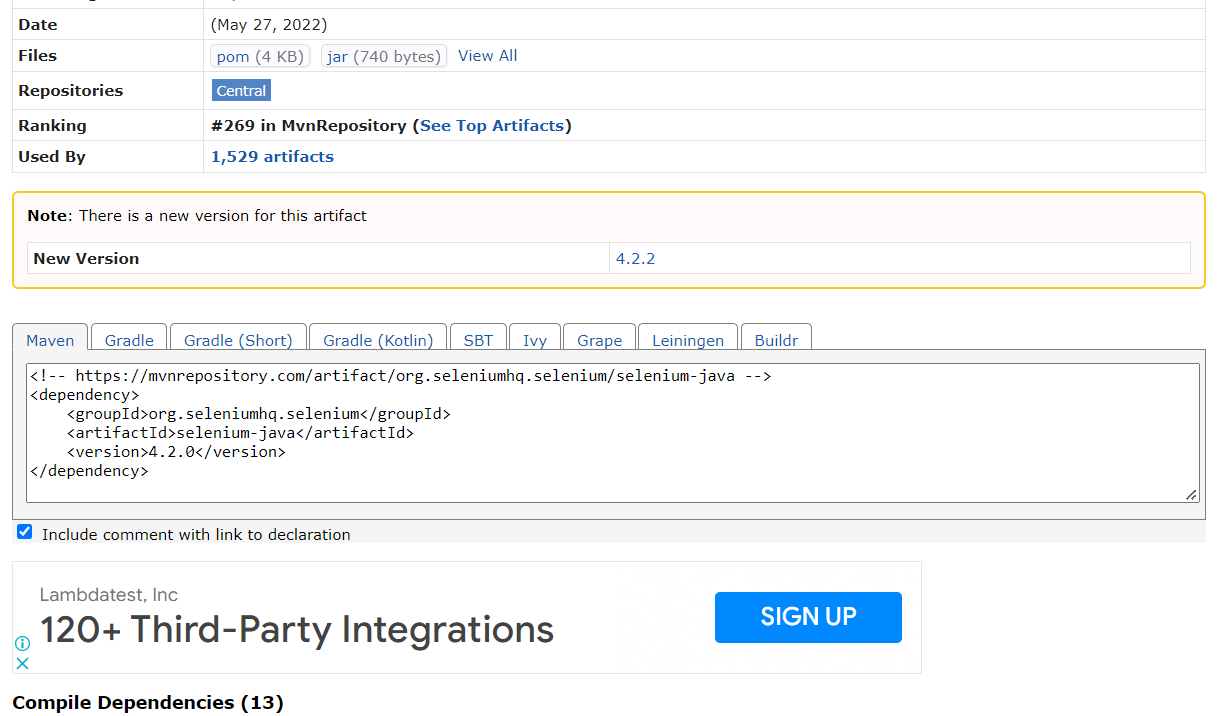 Date (May 27, 2022)
Files pom (4 KB) jar (740 bytes) View All
Repositories Central
Ranking #269 in MvnRepository (See Top Artifacts)
Used By 1,529 artifacts
Note: There is a new version for this artifact
New Version 4.2.2
Maven Gradle Gradle (Short) Gradle (Kotlin) SBT Ivy Grape Leiningen Buildr
<!-- https://mvnrepository.com/artifact/org.seleniumhq.selenium/selenium-java -->
<dependency>
    <groupId>org.seleniumhq.selenium</groupId>
    <artifactId>selenium-java</artifactId>
    <version>4.2.0</version>
</dependency>
Include comment with link to declaration
Lambdatest, Inc
120+ Third-Party Integrations
SIGN UP
Compile Dependencies (13)